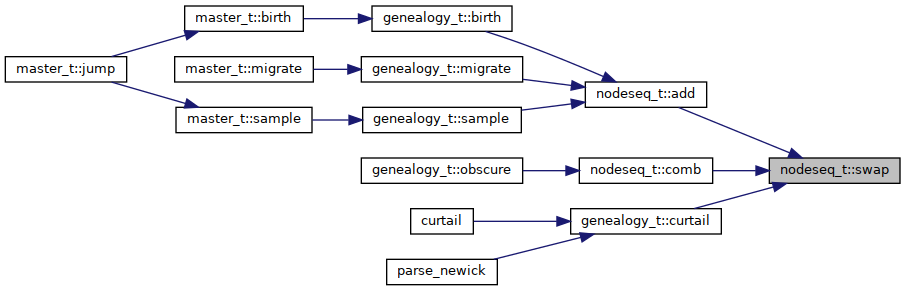 master_t::birth
genealogy_t::birth
master_t::jump
master_t::migrate
genealogy_t::migrate
nodeseq_t::add
master_t::sample
genealogy_t::sample
genealogy_t::obscure
nodeseq_t::comb
nodeseq_t::swap
curtail
genealogy_t::curtail
parse_newick